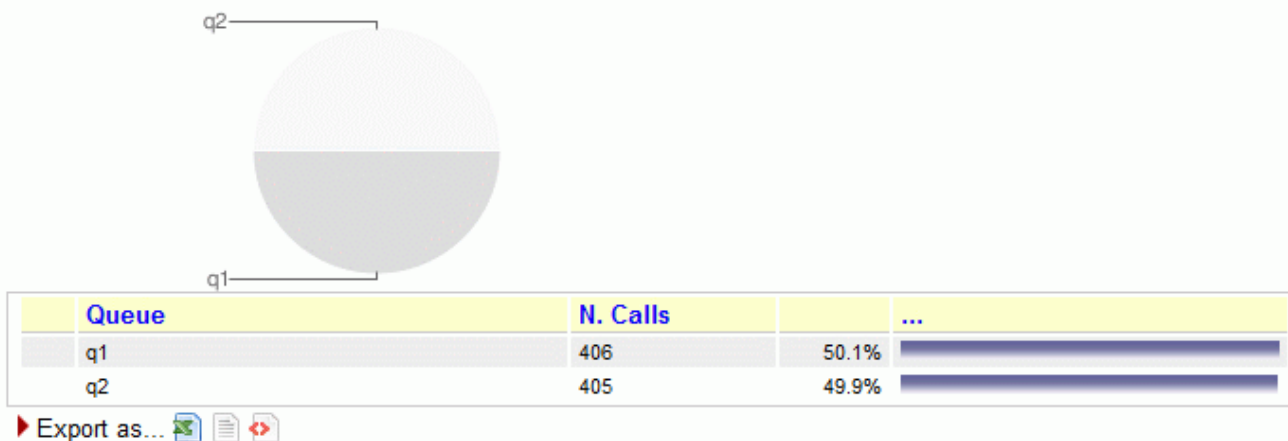 q2
q1
Queue N. Calls ...
q1 406 50.1%
q2 405 49.9%
Export as...